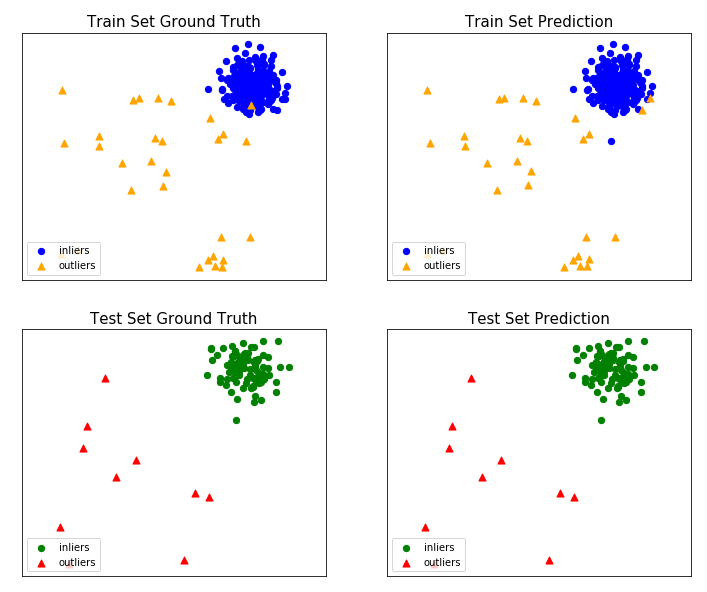 Train Set Ground Truth
Train Set Prediction
inliers
outliers
inliers
outliers
Test Set Ground Truth
Test Set Prediction
inliers
outliers
inliers
outliers